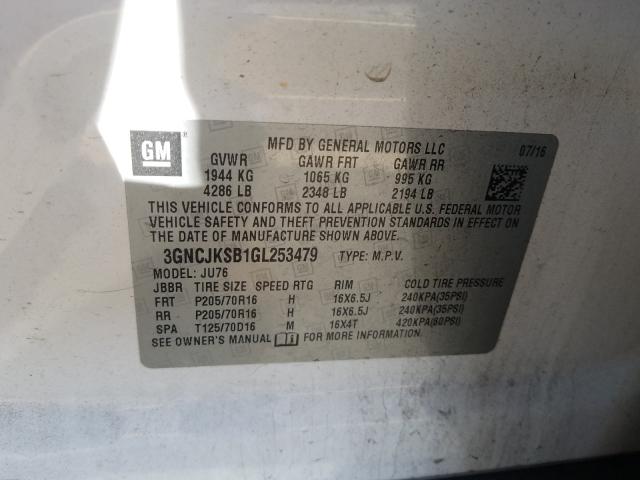 GM
MFD BY GENERAL MOTORS LLC 07/16
GVWR GAWR FRT GAWR RR
1944 KG 1065 KG 995 KG
4286 LB 2348 LB 2194 LB
THIS VEHICLE CONFORMS TO ALL APPLICABLE U.S. FEDERAL MOTOR
VEHICLE SAFETY AND THEFT PREVENTION STANDARDS IN EFFECT ON
THE DATE OF MANUFACTURE SHOWN ABOVE.
3GNCJKSB1GL253479 TYPE: M.P.V.
MODEL: JU76
JBBR TIRE SIZE SPEED RTG RIM COLD TIRE PRESSURE
FRT P205/70R16 H 16X6.5J 240KPA(35PSI)
RR P205/70R16 H 16X6.5J 240KPA(35PSI)
SPA T125/70D16 M 16X4T 420KPA(60PSI)
SEE OWNER'S MANUAL FOR MORE INFORMATION.